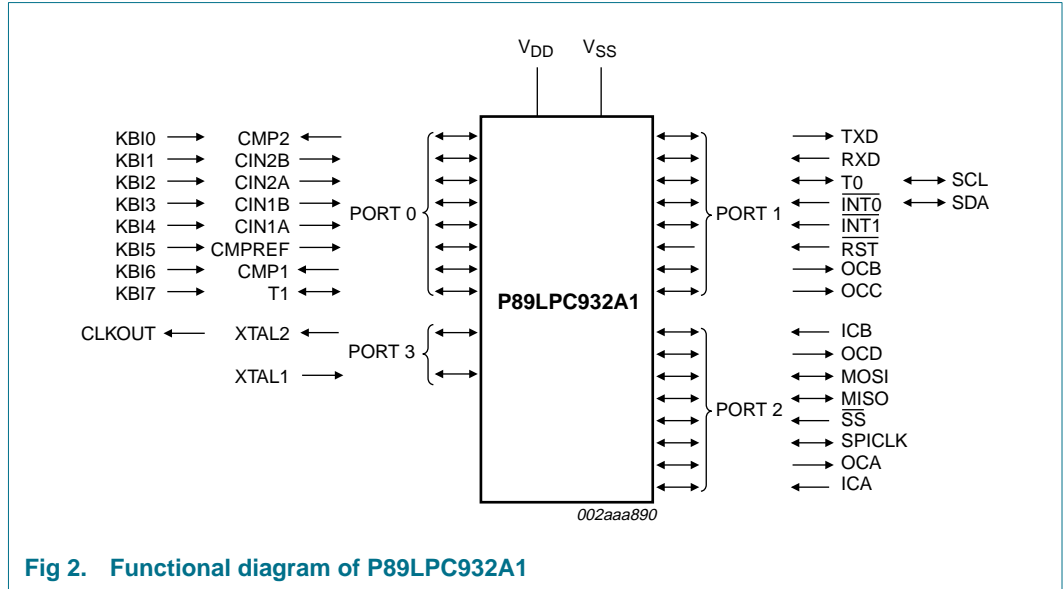 VDD VSS
KBI0 CMP2 TXD
KBI1 CIN2B RXD
KBI2 CIN2A T0 SCL
KBI3 CIN1B PORT 0 PORT 1 INT0 SDA
KBI4 CIN1A INT1
KBI5 CMPREF RST
KBI6 CMP1 OCB
KBI7 T1 OCC
P89LPC932A1
CLKOUT XTAL2 ICB
PORT 3 OCD
XTAL1 MOSI
MISO
PORT 2
SS
SPICLK
OCA
ICA
002aaa890
Fig 2. Functional diagram of P89LPC932A1